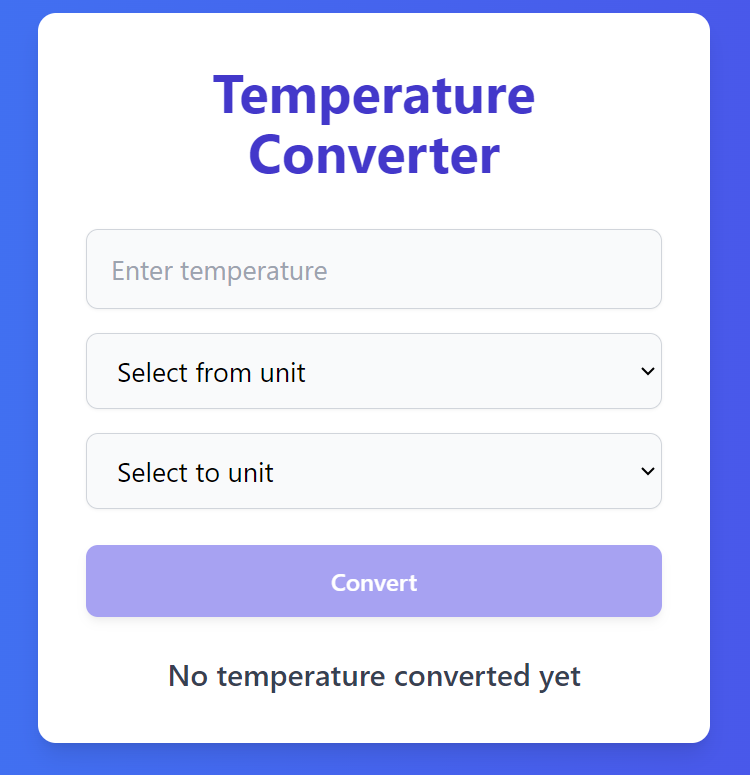 Temperature
Converter
Enter temperature
Select from unit
Select to unit
Convert
No temperature converted yet